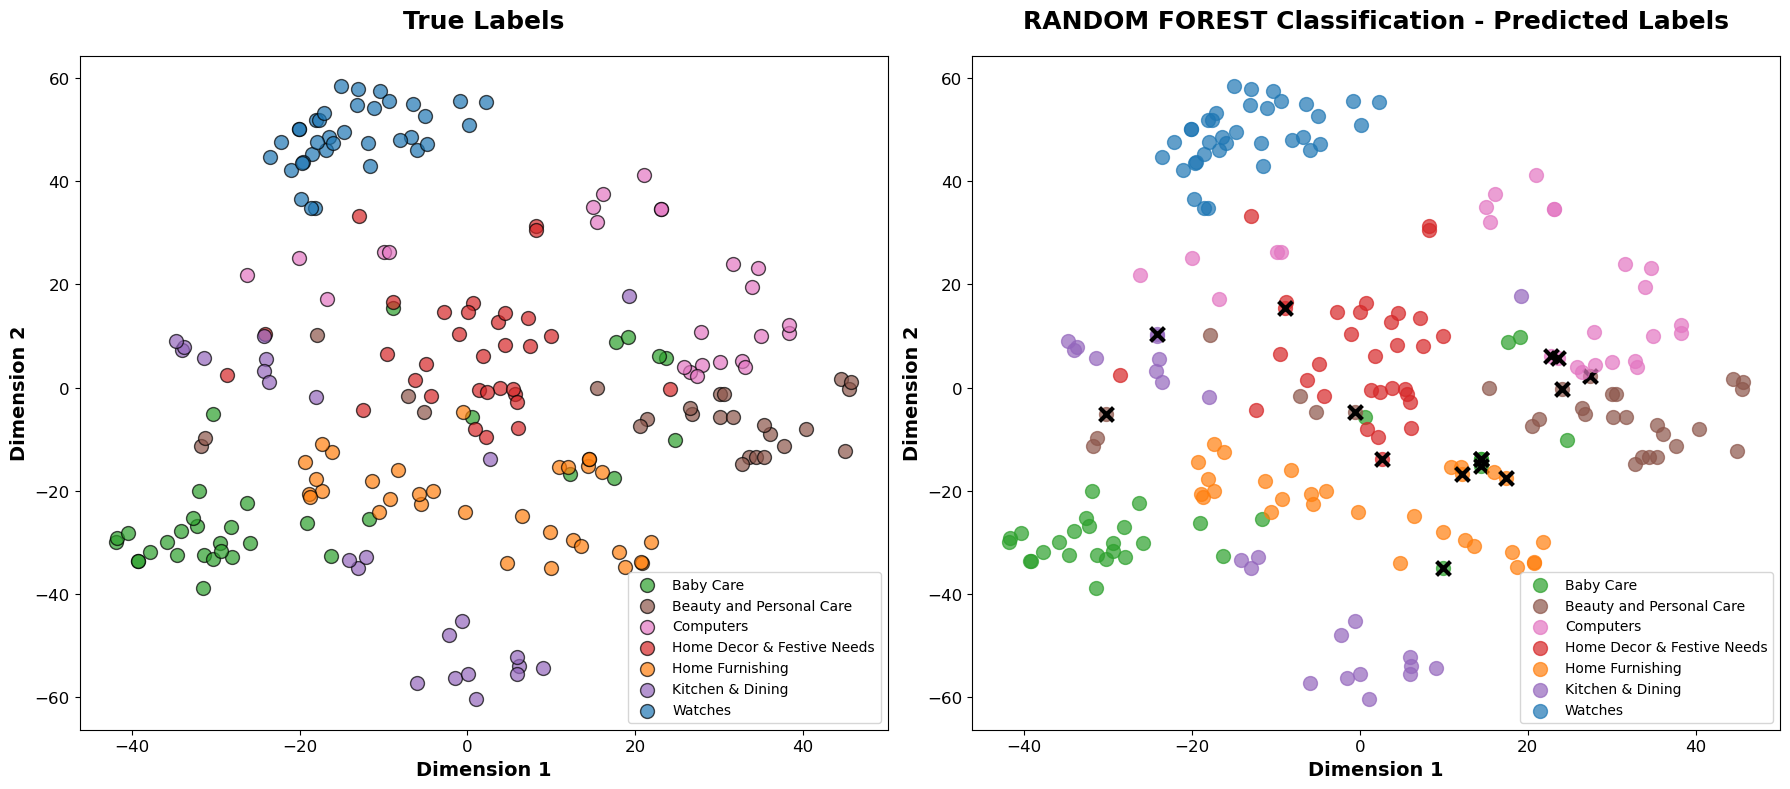 True Labels
60
40
20
0
−20
−40
−60
−40
−20
0
20
40
Dimension 1
Dimension 2
Baby Care
Beauty and Personal Care
Computers
Home Decor & Festive Needs
Home Furnishing
Kitchen & Dining
Watches
RANDOM FOREST Classification - Predicted Labels
60
40
20
0
−20
−40
−60
−40
−20
0
20
40
Dimension 1
Dimension 2
Baby Care
Beauty and Personal Care
Computers
Home Decor & Festive Needs
Home Furnishing
Kitchen & Dining
Watches